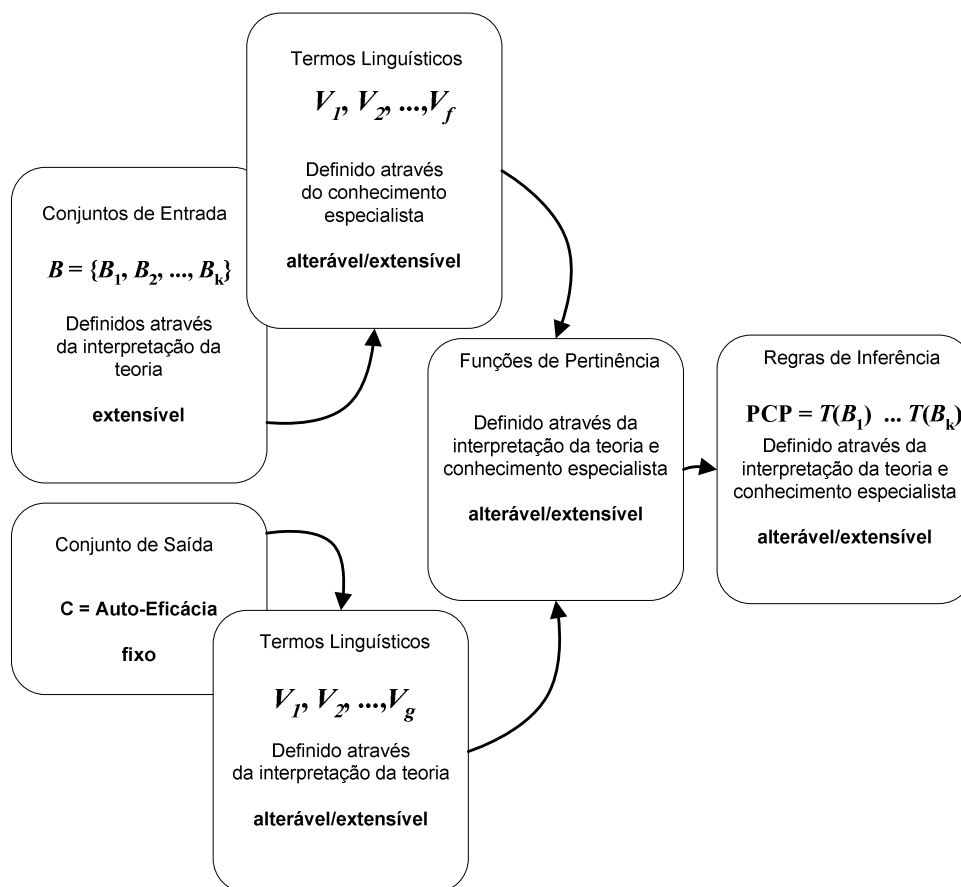 Termos Linguísticos
V1, V2, ...,Vf
Definido através
do conhecimento
especialista
alterável/extensível
Conjuntos de Entrada
B = {B1, B2, ..., Bk}
Definidos através
da interpretação da
teoria
extensível
Funções de Pertinência
Definido através da
interpretação da teoria e
conhecimento especialista
alterável/extensível
Regras de Inferência
PCP = T(B1) ... T(Bk)
Definido através da
interpretação da teoria e
conhecimento especialista
alterável/extensível
Conjunto de Saída
C = Auto-Eficácia
fixo
Termos Linguísticos
V1, V2, ...,Vg
Definido através
da interpretação da teoria
alterável/extensível